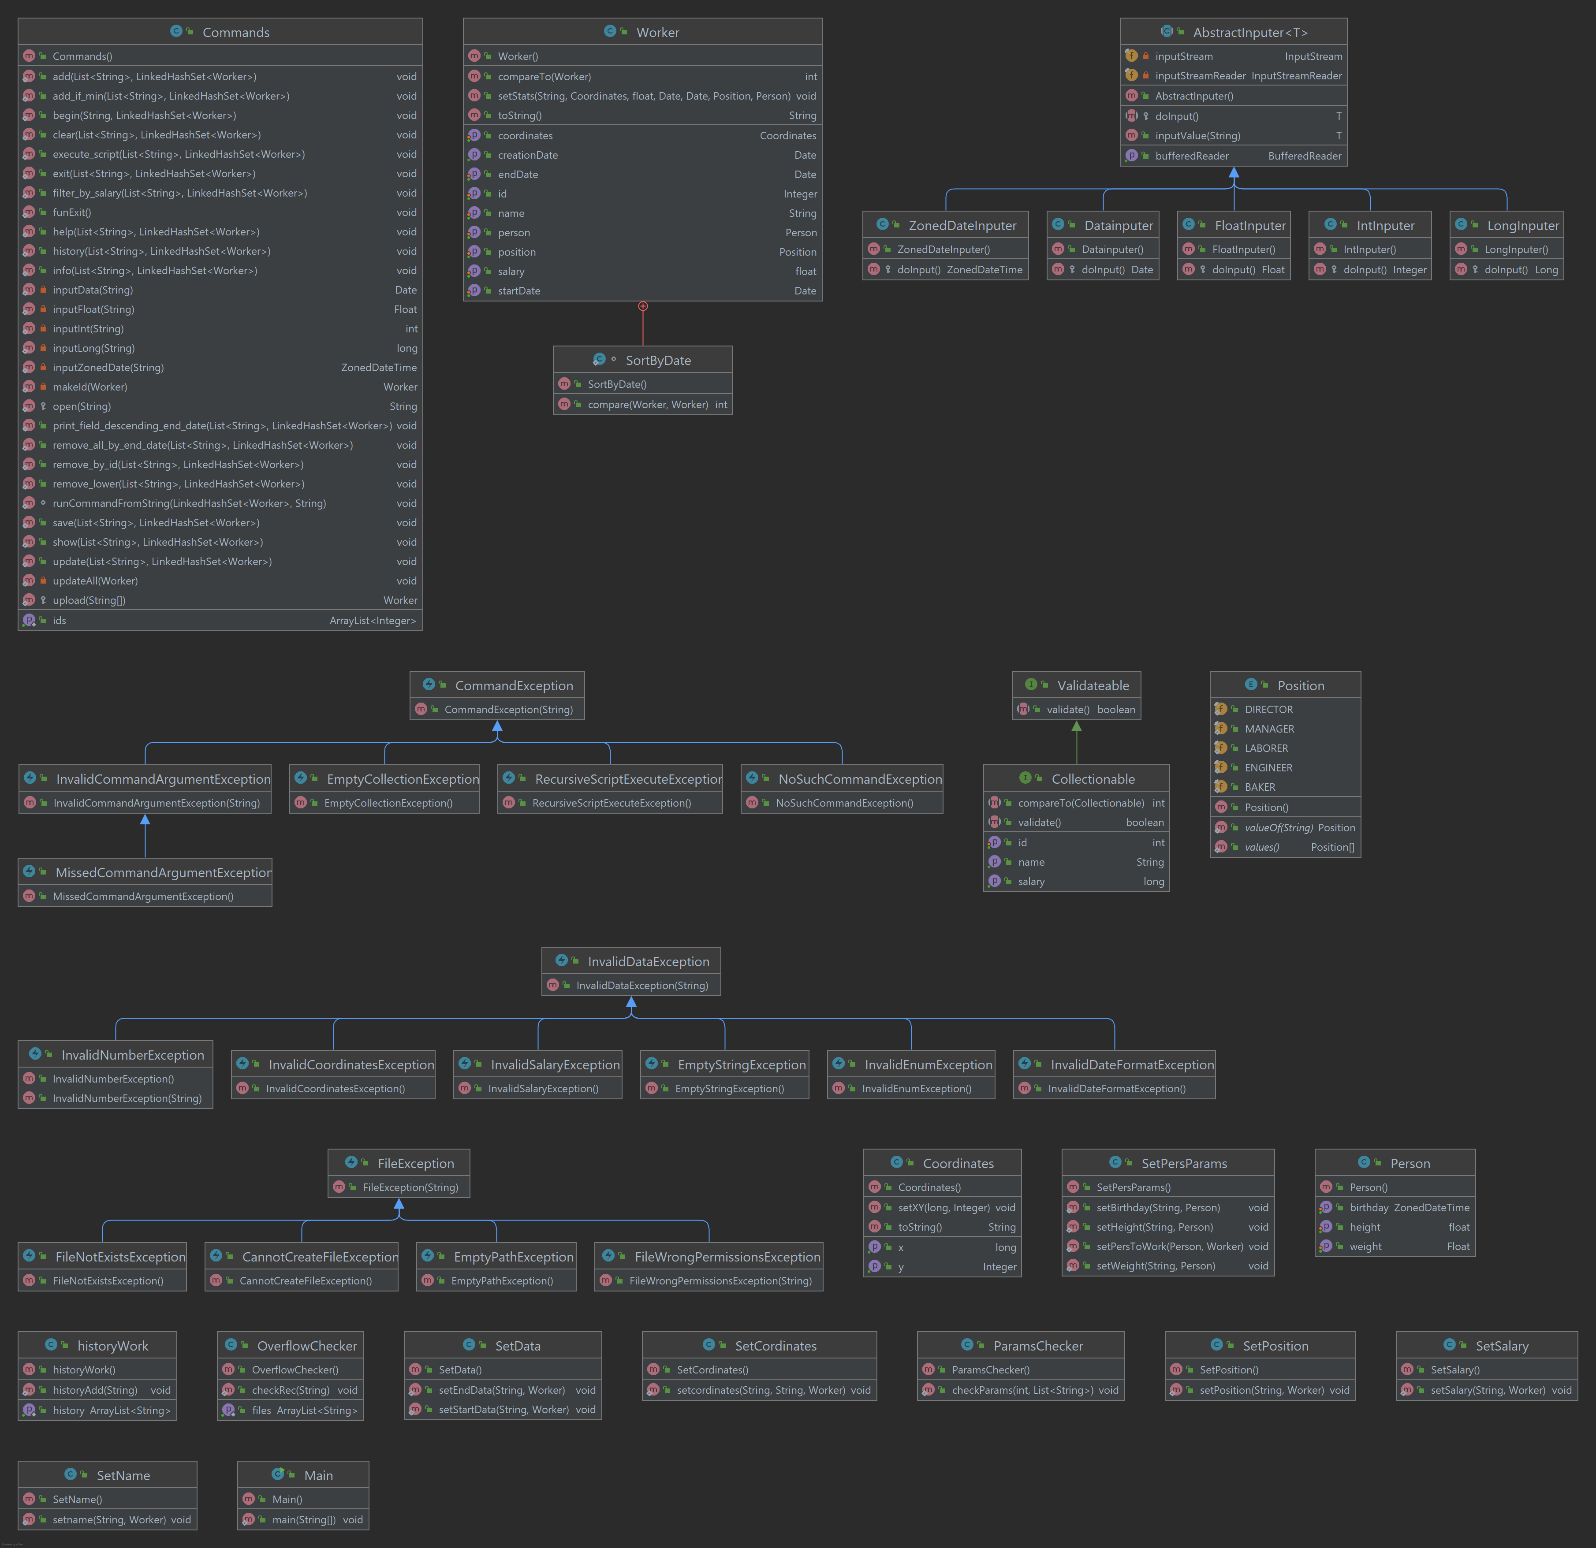 Commands
Commands()
add(List<String>, LinkedHashSet<Worker>) void
add_if_min(List<String>, LinkedHashSet<Worker>) void
begin(String, LinkedHashSet<Worker>) void
clear(List<String>, LinkedHashSet<Worker>) void
execute_script(List<String>, LinkedHashSet<Worker>) void
exit(List<String>, LinkedHashSet<Worker>) void
filter_by_salary(List<String>, LinkedHashSet<Worker>) void
funExit() void
help(List<String>, LinkedHashSet<Worker>) void
history(List<String>, LinkedHashSet<Worker>) void
info(List<String>, LinkedHashSet<Worker>) void
inputData(String) Date
inputFloat(String) Float
inputInt(String) int
inputLong(String) long
inputZonedDate(String) ZonedDateTime
makeId(Worker) Worker
open(String) String
print_field_descending_end_date(List<String>, LinkedHashSet<Worker>) void
remove_all_by_end_date(List<String>, LinkedHashSet<Worker>) void
remove_by_id(List<String>, LinkedHashSet<Worker>) void
remove_lower(List<String>, LinkedHashSet<Worker>) void
runCommandFromString(LinkedHashSet<Worker>, String) void
save(List<String>, LinkedHashSet<Worker>) void
show(List<String>, LinkedHashSet<Worker>) void
update(List<String>, LinkedHashSet<Worker>) void
updateAll(Worker) void
upload(String[]) Worker
ids ArrayList<Integer>
Worker
Worker()
compareTo(Worker) int
setStats(String, Coordinates, float, Date, Date, Position, Person) void
toString() String
coordinates Coordinates
creationDate Date
endDate Date
id Integer
name String
person Person
position Position
salary float
startDate Date
SortByDate
SortByDate()
compare(Worker, Worker) int
AbstractInputer<T>
inputStream InputStream
inputStreamReader InputStreamReader
AbstractInputer()
doInput() T
inputValue(String) T
bufferedReader BufferedReader
ZonedDateInputer
ZonedDateInputer()
doInput() ZonedDateTime
Datainputer
Datainputer()
doInput() Date
FloatInputer
FloatInputer()
doInput() Float
IntInputer
IntInputer()
doInput() Integer
LongInputer
LongInputer()
doInput() Long
CommandException
CommandException(String)
InvalidCommandArgumentException
InvalidCommandArgumentException(String)
EmptyCollectionException
EmptyCollectionException()
RecursiveScriptExecuteException
RecursiveScriptExecuteException()
NoSuchCommandException
NoSuchCommandException()
MissedCommandArgumentException
MissedCommandArgumentException()
Validateable
validate() boolean
Collectionable
compareTo(Collectionable) int
validate() boolean
id int
name String
salary long
Position
DIRECTOR
MANAGER
LABORER
ENGINEER
BAKER
Position()
valueOf(String) Position
values() Position[]
InvalidDataException
InvalidDataException(String)
InvalidNumberException
InvalidNumberException()
InvalidNumberException(String)
InvalidCoordinatesException
InvalidCoordinatesException()
InvalidSalaryException
InvalidSalaryException()
EmptyStringException
EmptyStringException()
InvalidEnumException
InvalidEnumException()
InvalidDateFormatException
InvalidDateFormatException()
FileException
FileException(String)
FileNotExistsException
FileNotExistsException()
CannotCreateFileException
CannotCreateFileException()
EmptyPathException
EmptyPathException()
FileWrongPermissionsException
FileWrongPermissionsException(String)
Coordinates
Coordinates()
setXY(long, Integer) void
toString() String
x long
y Integer
SetPersParams
SetPersParams()
setBirthday(String, Person) void
setHeight(String, Person) void
setPersToWork(Person, Worker) void
setWeight(String, Person) void
Person
Person()
birthday ZonedDateTime
height float
weight Float
historyWork
historyWork()
historyAdd(String) void
history ArrayList<String>
OverflowChecker
OverflowChecker()
checkRec(String) void
files ArrayList<String>
SetData
SetData()
setEndData(String, Worker) void
setStartData(String, Worker) void
SetCordinates
SetCordinates()
setcordinates(String, String, Worker) void
ParamsChecker
ParamsChecker()
checkParams(int, List<String>) void
SetPosition
SetPosition()
setPosition(String, Worker) void
SetSalary
SetSalary()
setSalary(String, Worker) void
SetName
SetName()
setname(String, Worker) void
Main
Main()
main(String[]) void